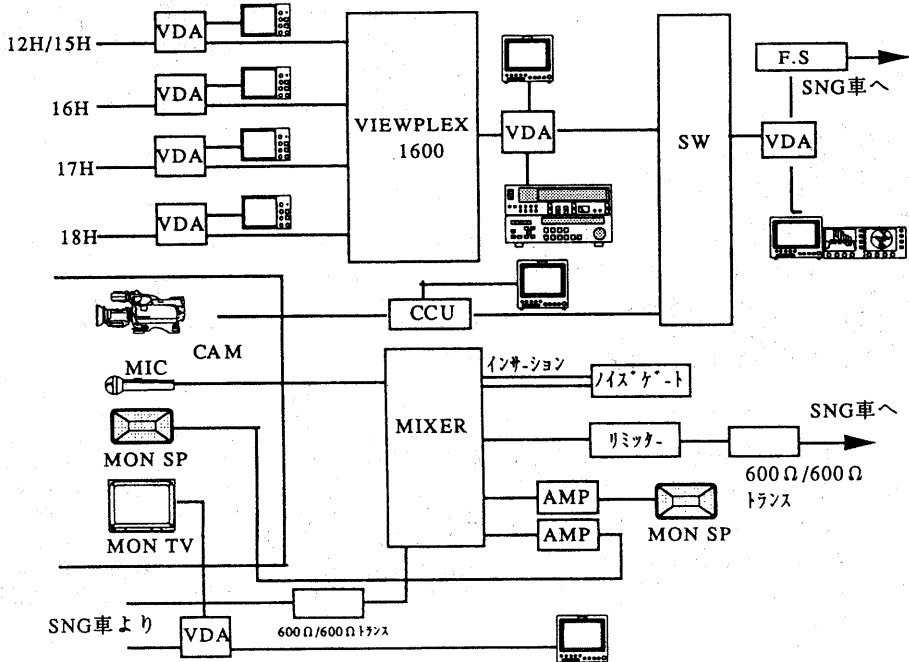 12H/15H
VDA
16H
VDA
17H
VDA
18H
VDA
VIEWPLEX
1600
VDA
SW
F.S
SNG車へ
VDA
CCU
CAM
MIC
MON SP
MON TV
MIXER
インサーション
ノイズゲート
リミッター
SNG車へ
600Ω/600Ω
トランス
AMP
MON SP
AMP
SNG車より
VDA
600Ω/600Ωトランス